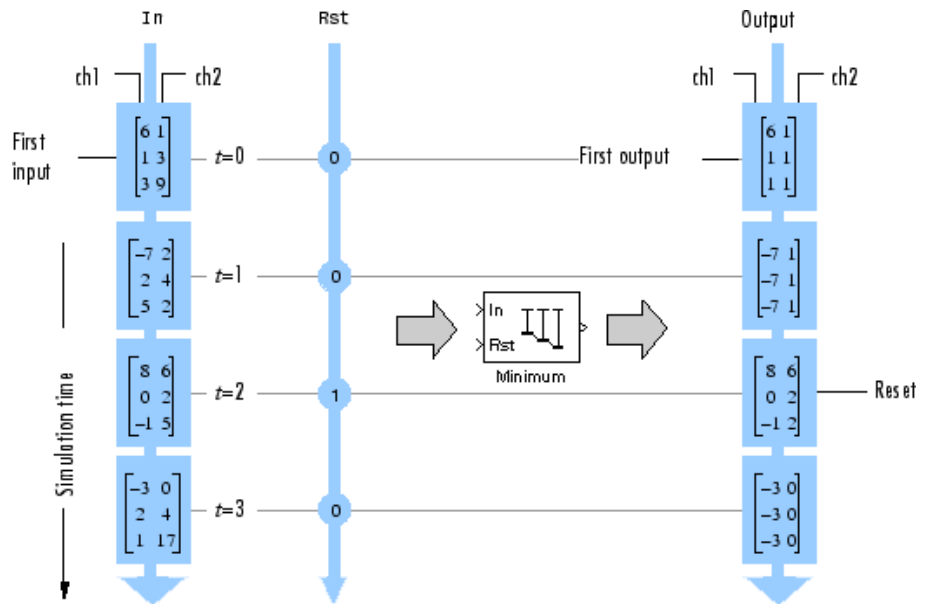 In Rst Output
ch1 ch2 ch1 ch2
First input
6 1
1 3
3 9
t=0
0
First output
6 1
1 1
1 1
-7 2
2 4
5 2
t=1
0
-7 1
-7 1
-7 1
In
Rst
Minimum
Simulation time
8 6
0 2
-1 5
t=2
1
8 6
0 2
-1 2
Reset
-3 0
2 4
1 17
t=3
0
-3 0
-3 0
-3 0